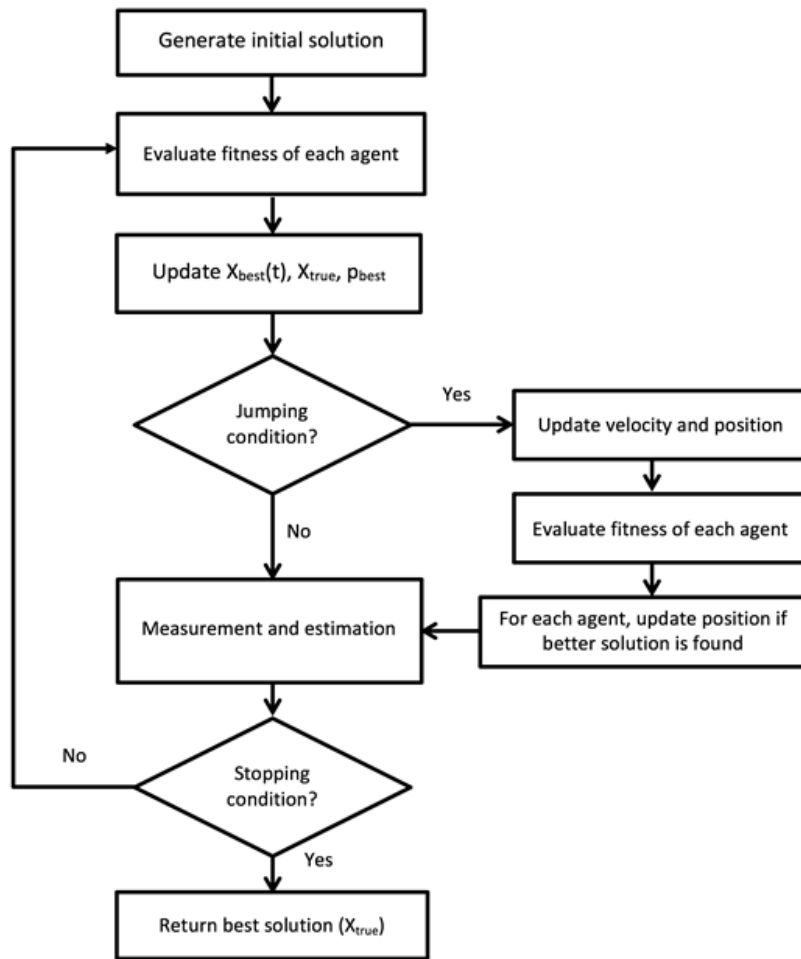 Generate initial solution
Evaluate fitness of each agent
Update Xbest(t), Xtrue, pbest
Jumping
condition?
Yes
Update velocity and position
Evaluate fitness of each agent
For each agent, update position if
better solution is found
No
Measurement and estimation
Stopping
condition?
No
Yes
Return best solution (Xtrue)